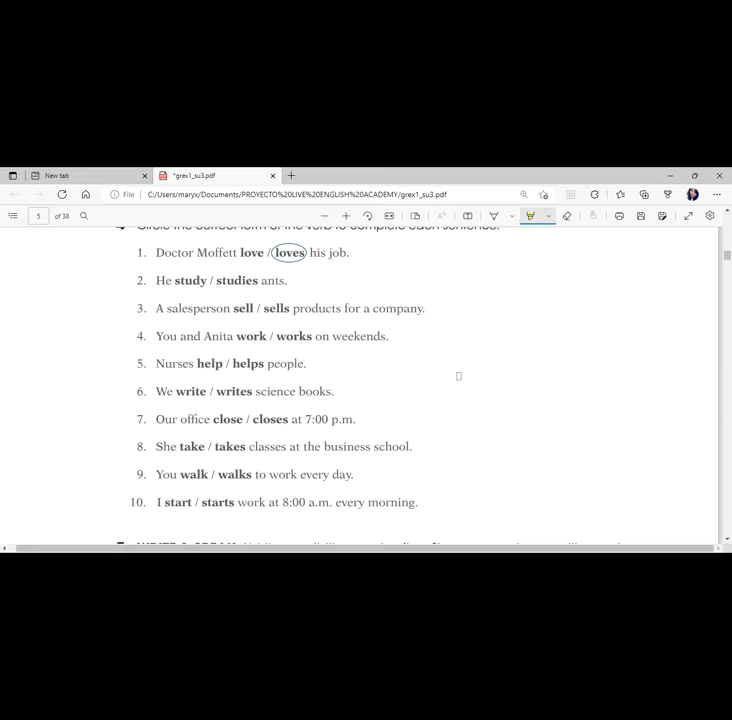 New tab
*grex1_su3.pdf
File
C:/Users/maryx/Documents/PROYECTO%20LIVE%20ENGLISH%20ACADEMY/grex1_su3.pdf
5 of 38
1. Doctor Moffett love / loves his job.
2. He study / studies ants.
3. A salesperson sell / sells products for a company.
4. You and Anita work / works on weekends.
5. Nurses help / helps people.
6. We write / writes science books.
7. Our office close / closes at 7:00 p.m.
8. She take / takes classes at the business school.
9. You walk / walks to work every day.
10. I start / starts work at 8:00 a.m. every morning.